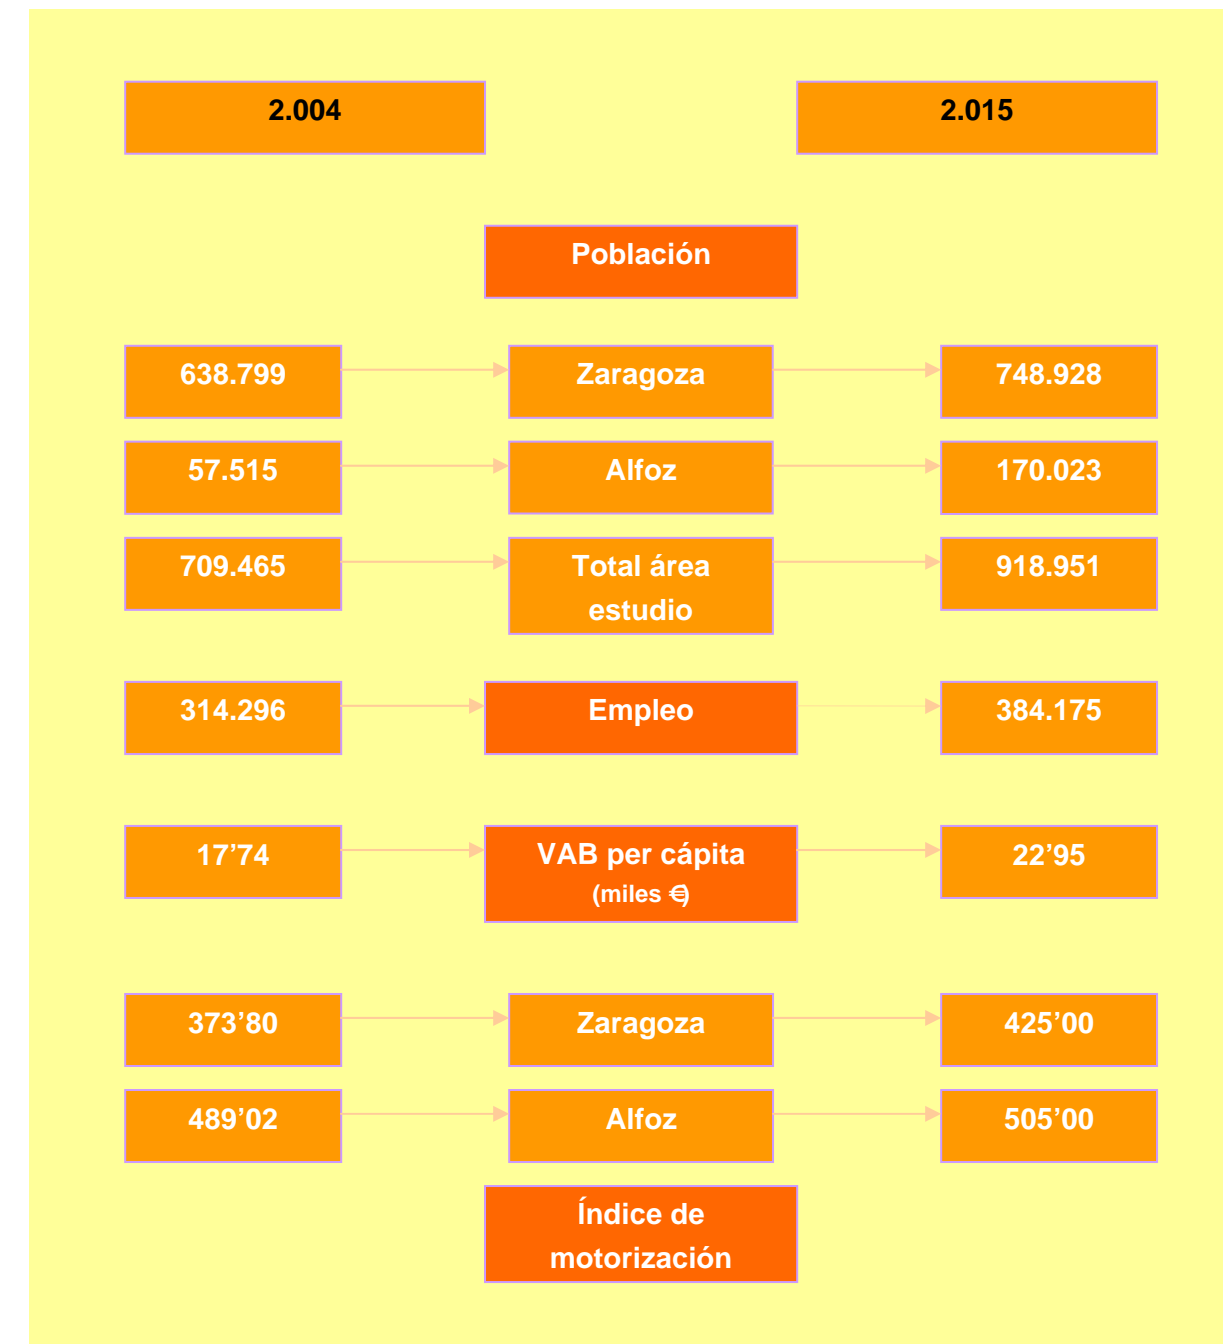 2.004
2.015
Población
638.799
Zaragoza
748.928
57.515
Alfoz
170.023
709.465
Total área
estudio
918.951
314.296
Empleo
384.175
17’74
VAB per cápita
(miles €)
22’95
373’80
Zaragoza
425’00
489’02
Alfoz
505’00
Índice de
motorización